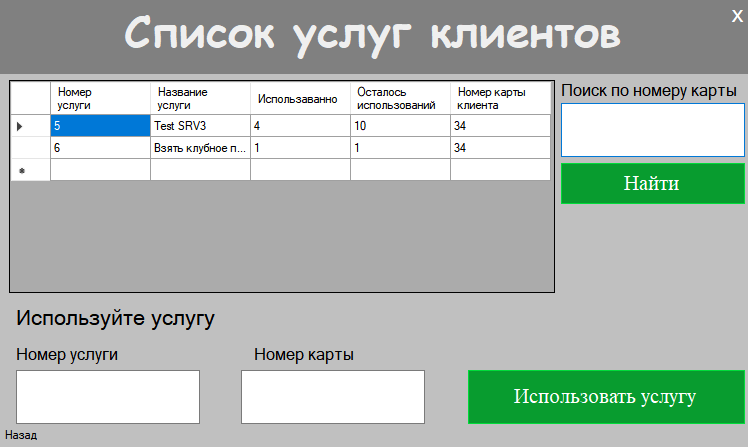 Список услуг клиентов
X
Номер услуги Название услуги Использаванно Осталось использований Номер карты клиента
5 Test SRV3 4 10 34
6 Взять клубное п... 1 1 34
Поиск по номеру карты
Найти
Используйте услугу
Номер услуги Номер карты
Использовать услугу
Назад